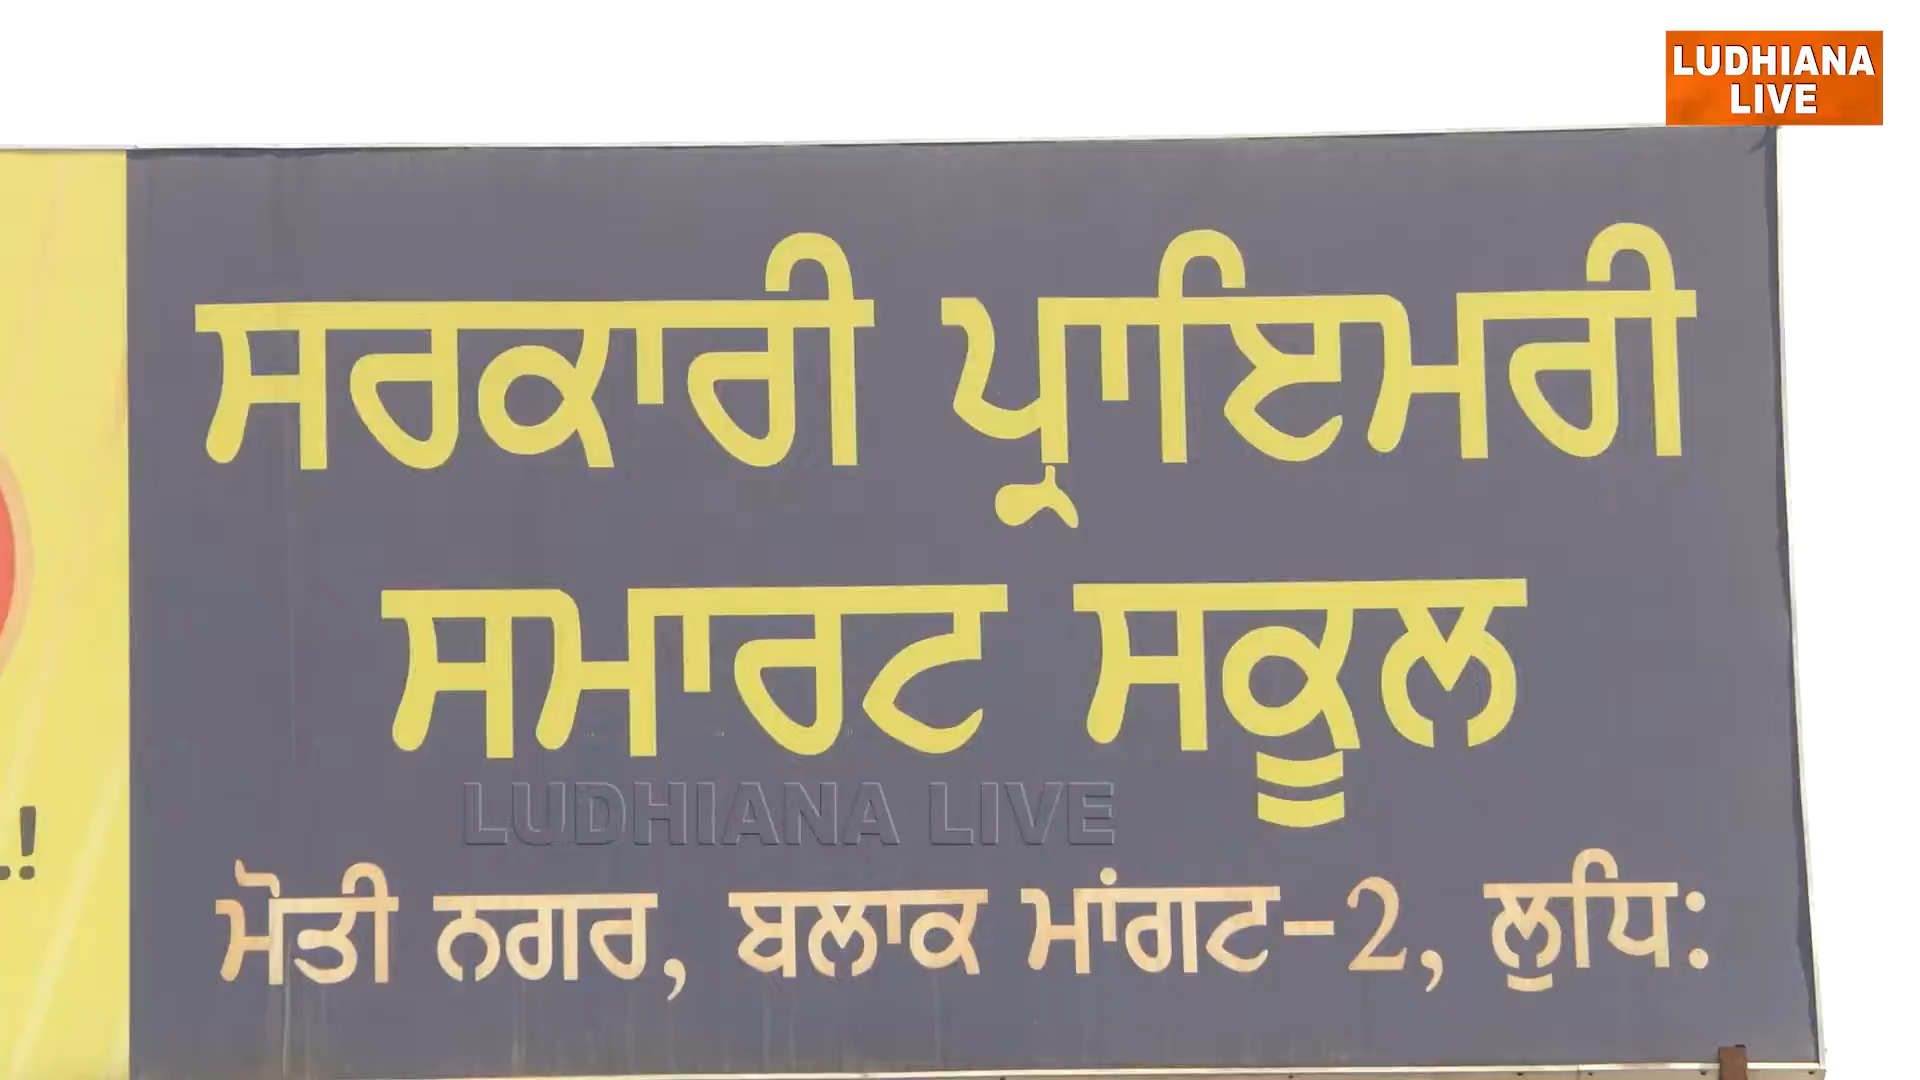 LUDHIANA
LIVE
ਸਰਕਾਰੀ ਪ੍ਰਾਇਮਰੀ
ਸਮਾਰਟ ਸਕੂਲ
LUDHIANA LIVE
ਮੋਤੀ ਨਗਰ, ਬਲਾਕ ਮਾਂਗਟ-2, ਲੁਧਿ: